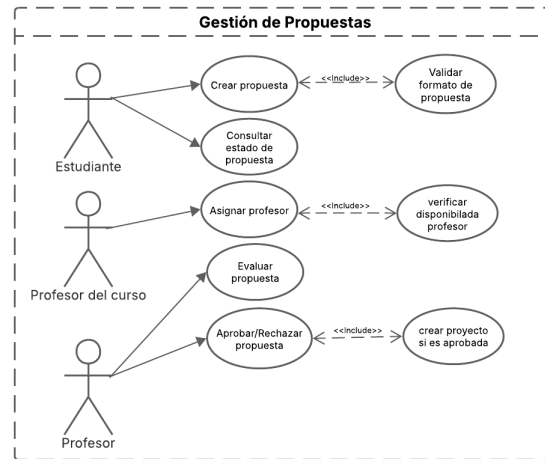 Gestión de Propuestas
Crear propuesta
<<Include>>
Validar
formato de
propuesta
Estudiante
Consultar
estado de
propuesta
Asignar profesor
<<Include>>
verificar
disponibilada
profesor
Profesor del curso
Evaluar
propuesta
Aprobar/Rechazar
propuesta
<<include>>
crear proyecto
si es aprobada
Profesor